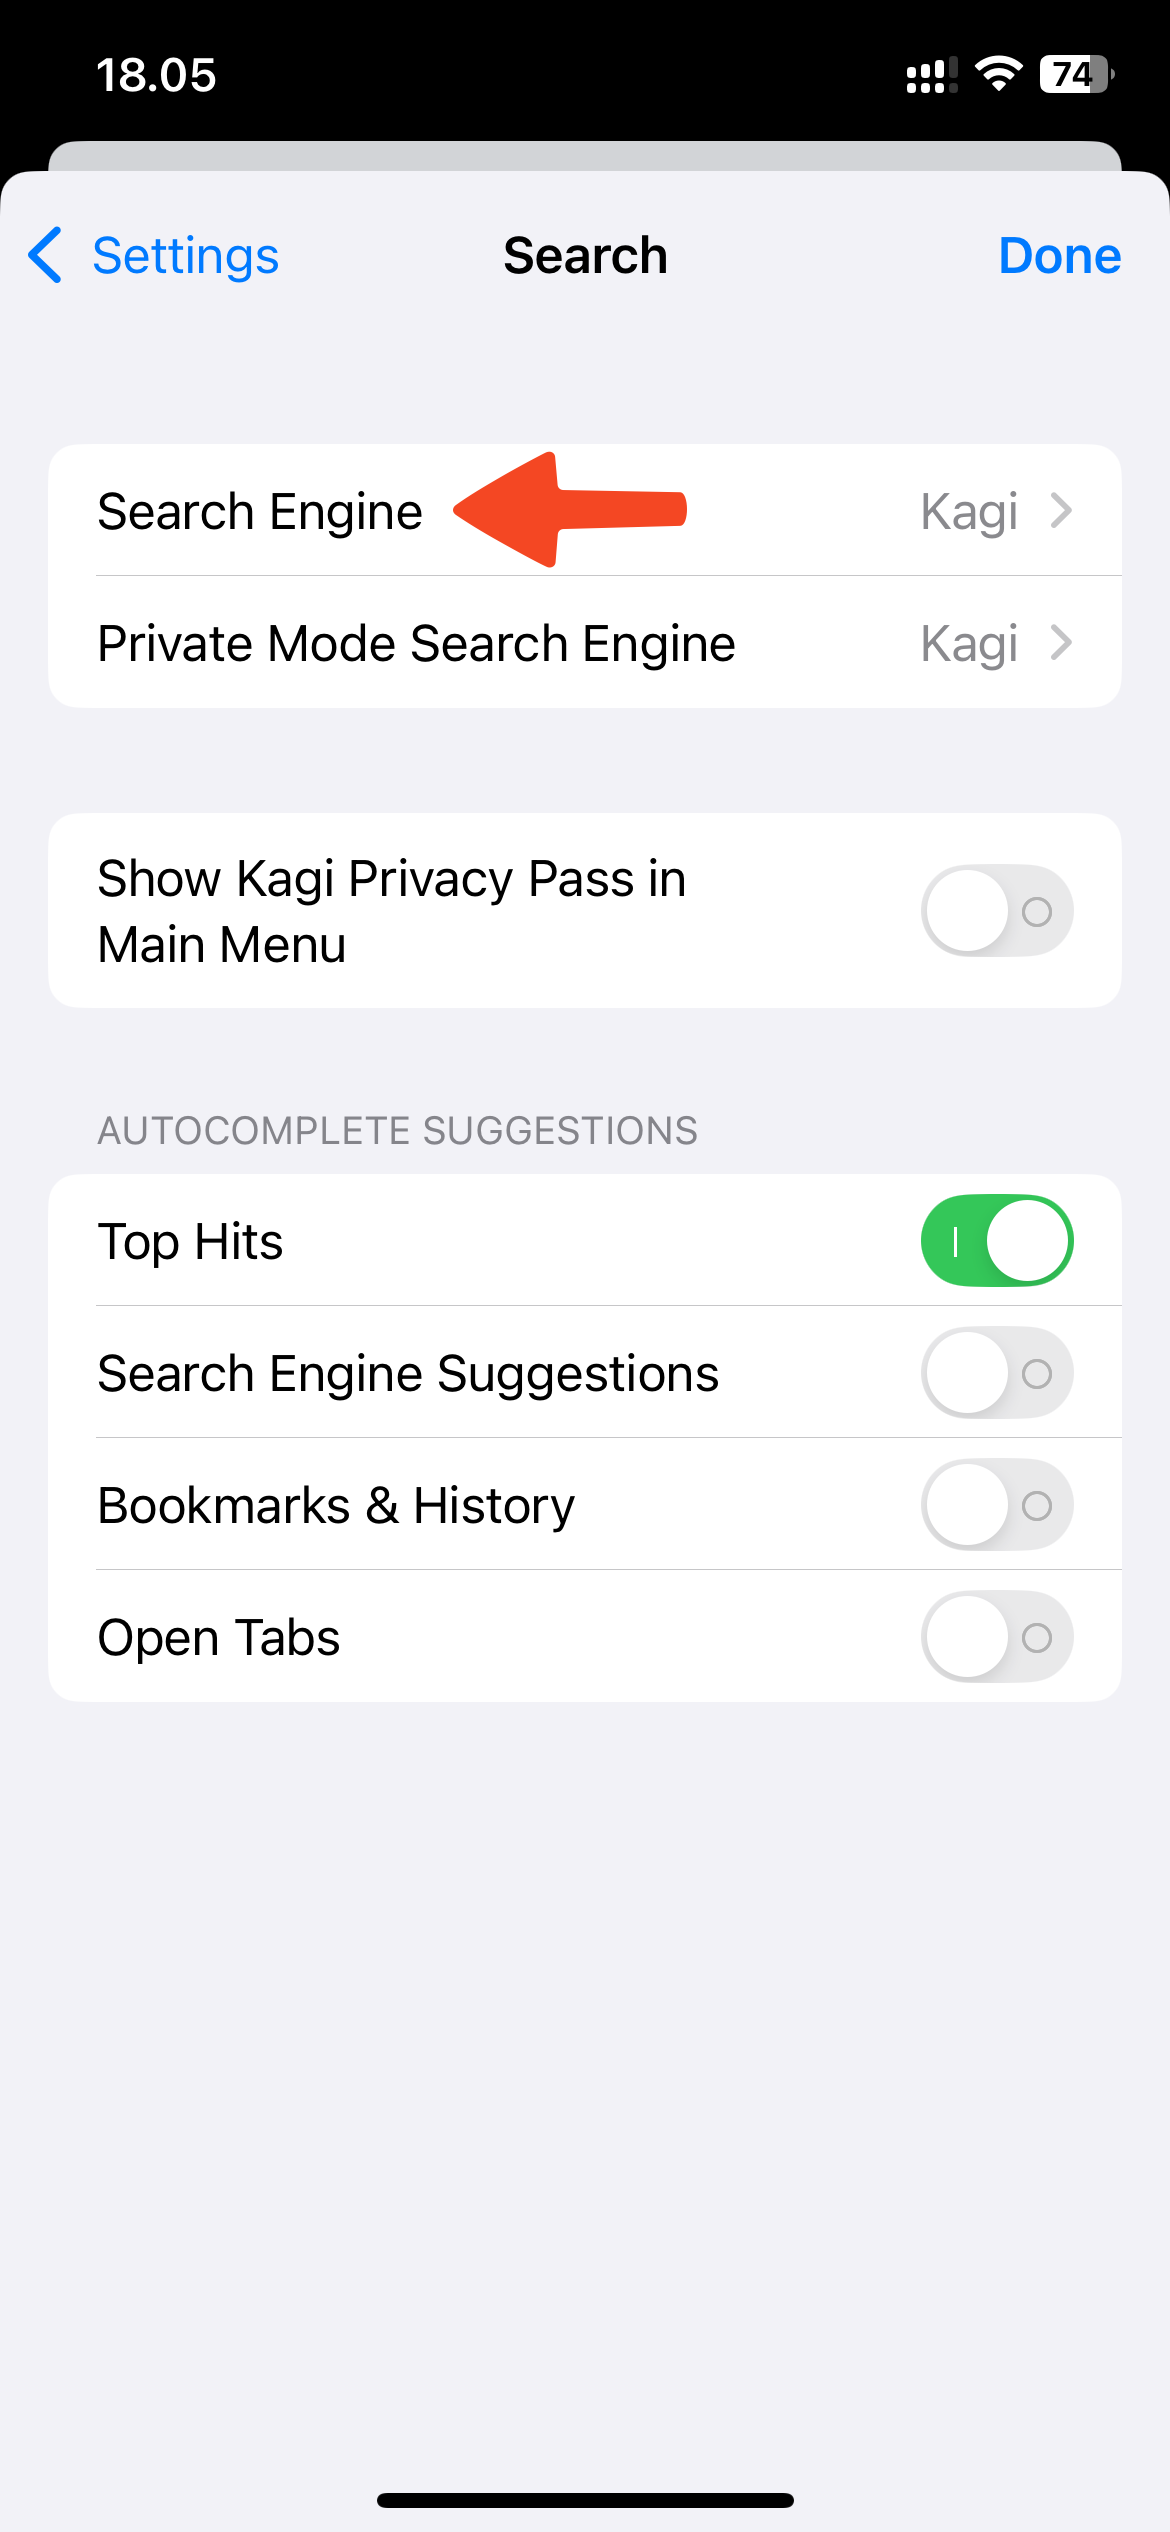 18.05
74
Settings
Search
Done
Search Engine
Kagi
Private Mode Search Engine
Kagi
Show Kagi Privacy Pass in
Main Menu
AUTOCOMPLETE SUGGESTIONS
Top Hits
Search Engine Suggestions
Bookmarks & History
Open Tabs